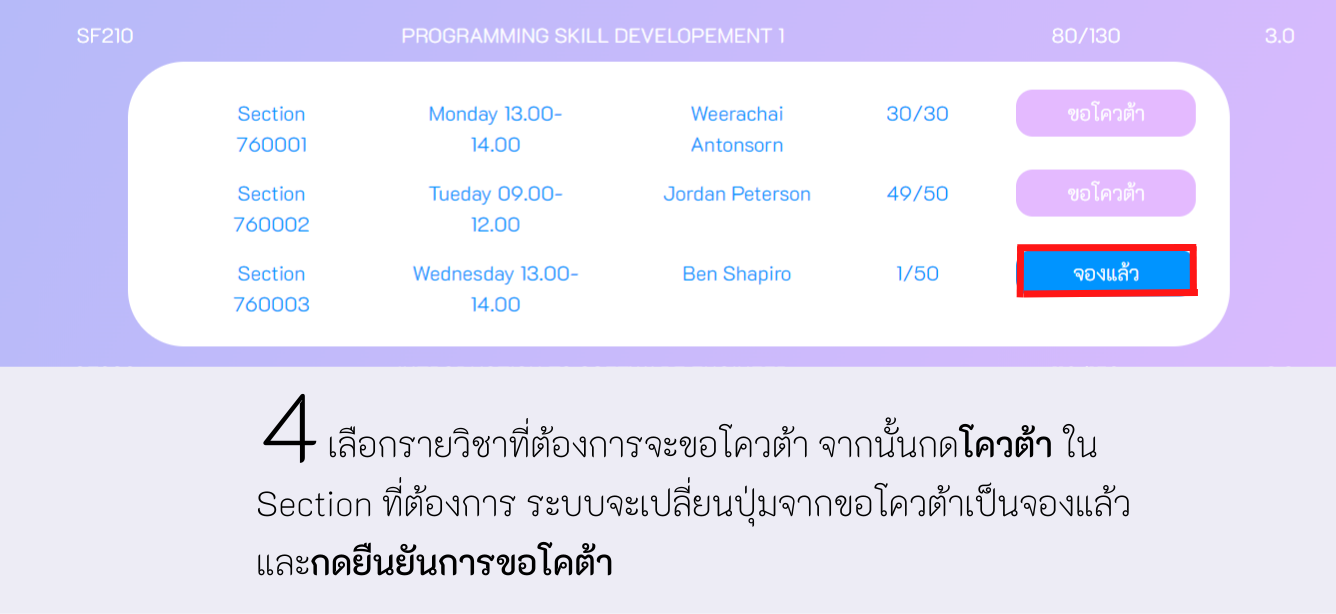 SF210 PROGRAMMING SKILL DEVELOPEMENT 1 80/130 3.0
Section Monday 13.00- Weerachai 30/30 ขอโควต้า
760001 14.00 Antonsorn
Section Tueday 09.00- Jordan Peterson 49/50 ขอโควต้า
760002 12.00
Section Wednesday 13.00- Ben Shapiro 1/50 จองแล้ว
760003 14.00
4 เลือกรายวิชาที่ต้องการจะขอโควต้า จากนั้นกดโควต้า ใน
Section ที่ต้องการ ระบบจะเปลี่ยนปุ่มจากขอโควต้าเป็นจองแล้ว
และกดยืนยันการขอโคต้า